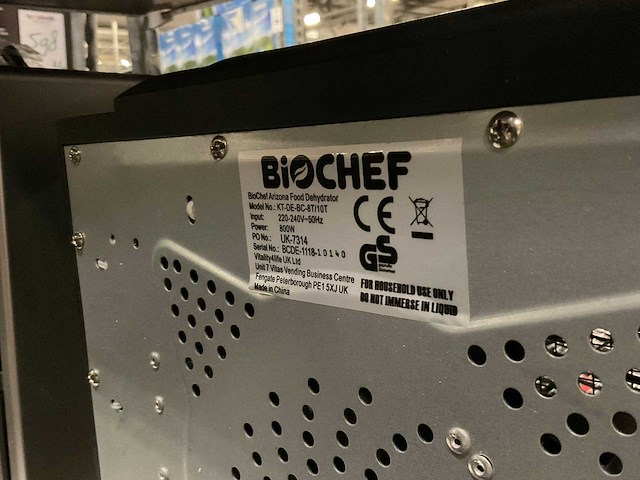 BiOCHEF
BioChef Arizona Food Dehydrator
Model No.: KT-DE-BC-8T/10T
Input: 220-240V~50Hz
Power: 800W
PO No.: UK-7314
Serial No.: BCDE-1118-10140
Vitality4life UK Ltd
Unit 7 Vitas Vending Business Centre
Fengate Peterborough PE1 5XJ UK
Made in China
CE
GS
FOR HOUSEHOLD USE ONLY
DO NOT IMMERSE IN LIQUID